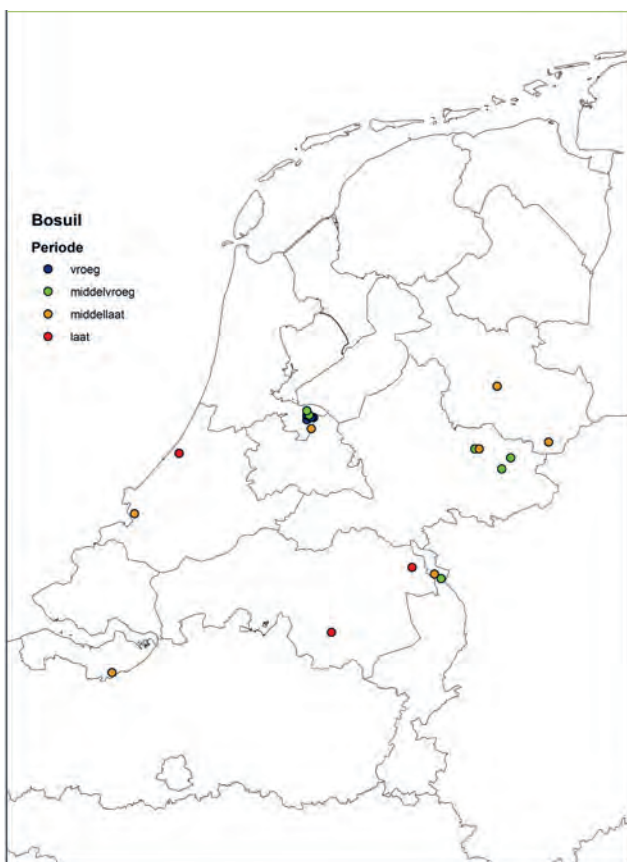 Bosuil
Periode
vroeg
middelvroeg
middellaat
laat